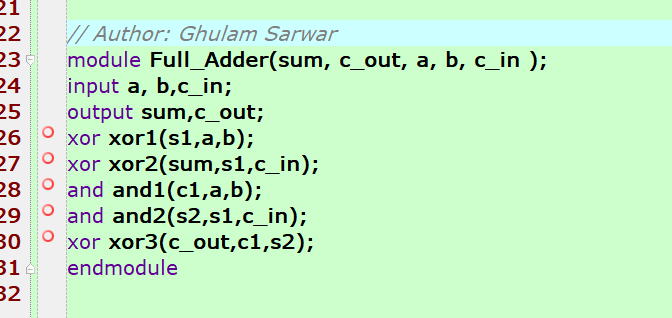 21
22 // Author: Ghulam Sarwar
23 module Full_Adder(sum, c_out, a, b, c_in );
24 input a, b,c_in;
25 output sum,c_out;
26 xor xor1(s1,a,b);
27 xor xor2(sum,s1,c_in);
28 and and1(c1,a,b);
29 and and2(s2,s1,c_in);
30 xor xor3(c_out,c1,s2);
31 endmodule
32